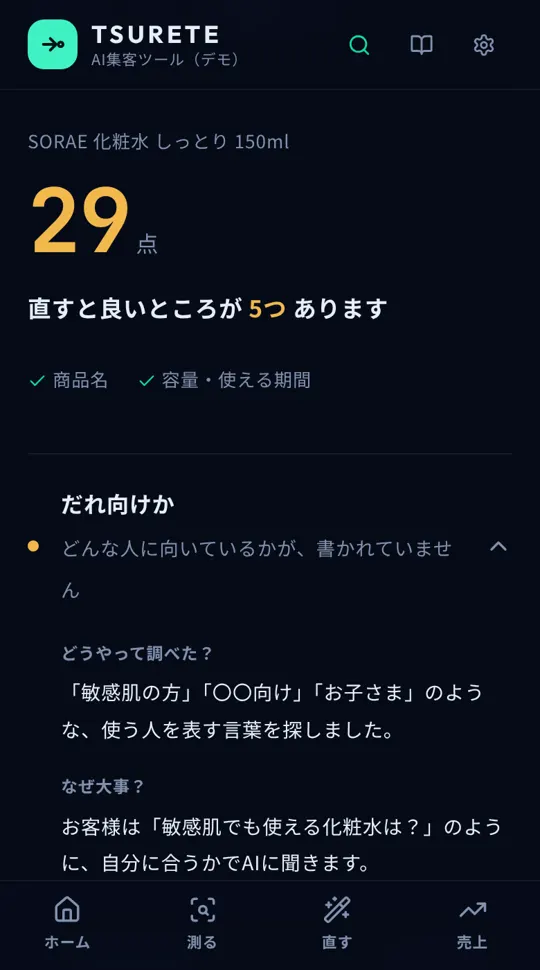 TSURETE
AI集客ツール（デモ）
SORAE 化粧水 しっとり 150ml
29点
直すと良いところが 5つ あります
商品名
容量・使える期間
だれ向けか
どんな人に向いているかが、書かれていませ
ん
どうやって調べた？
「敏感肌の方」「〇〇向け」「お子さま」のよう
な、使う人を表す言葉を探しました。
なぜ大事？
お客様は「敏感肌でも使える化粧水は？」のよう
に、自分に合うかでAIに聞きます。
ホーム
測る
直す
売上